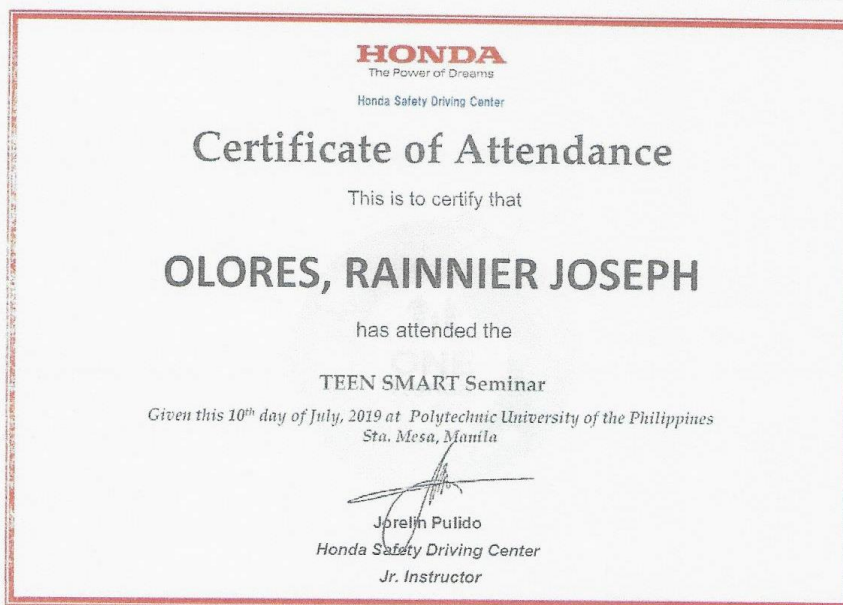 HONDA
The Power of Dreams
Honda Safety Driving Center
Certificate of Attendance
This is to certify that
OLORES, RAINNIER JOSEPH
has attended the
TEEN SMART Seminar
Given this 10th day of July, 2019 at Polytechnic University of the Philippines
Sta. Mesa, Manila
Jorelin Pulido
Honda Safety Driving Center
Jr. Instructor